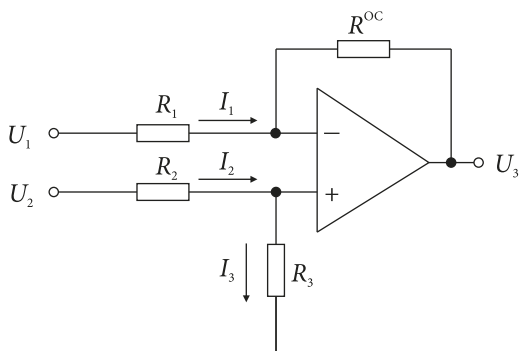 R^OC
R₁
I₁
U₁
−
R₂
I₂
U₂
+
U₃
I₃
R₃